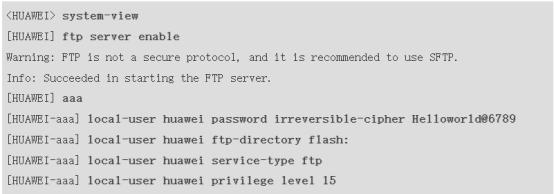 <HUAWEI> system-view
[HUAWEI] ftp server enable
Warning: FTP is not a secure protocol, and it is recommended to use SFTP.
Info: Succeeded in starting the FTP server.
[HUAWEI] aaa
[HUAWEI-aaa] local-user huawei password irreversible-cipher Helloworld@6789
[HUAWEI-aaa] local-user huawei ftp-directory flash:
[HUAWEI-aaa] local-user huawei service-type ftp
[HUAWEI-aaa] local-user huawei privilege level 15